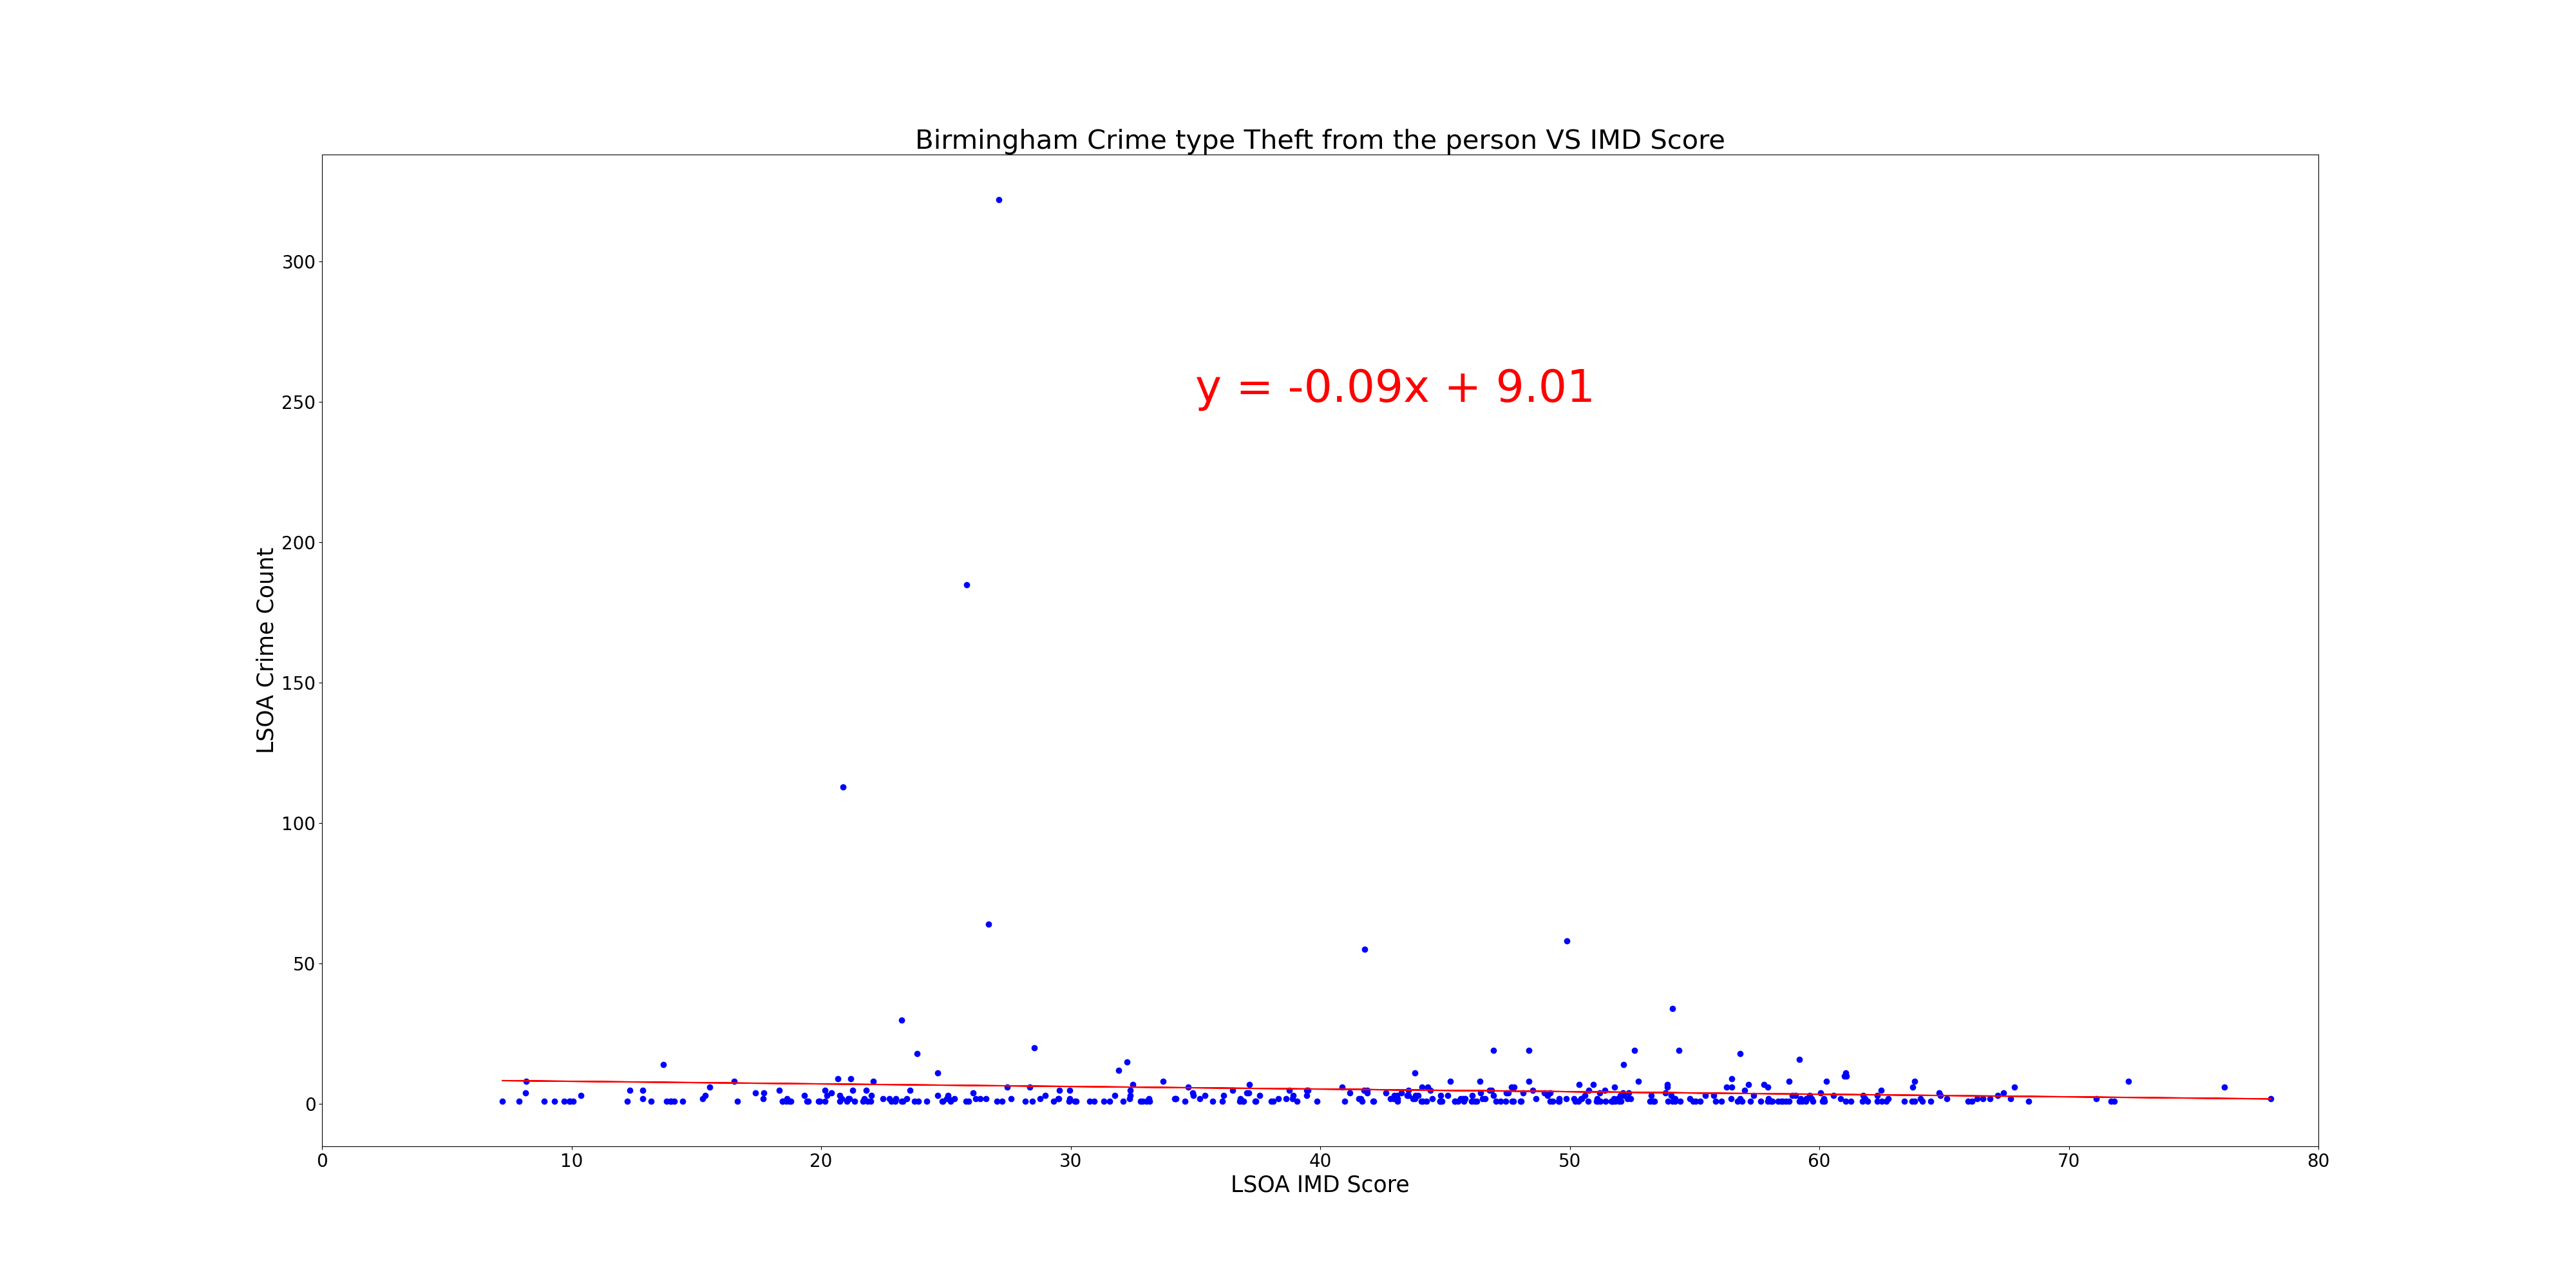 Birmingham Crime type Theft from the person VS IMD Score
y = -0.09x + 9.01
LSOA Crime Count
300
250
200
150
100
50
0
0 10 20 30 40 50 60 70 80
LSOA IMD Score